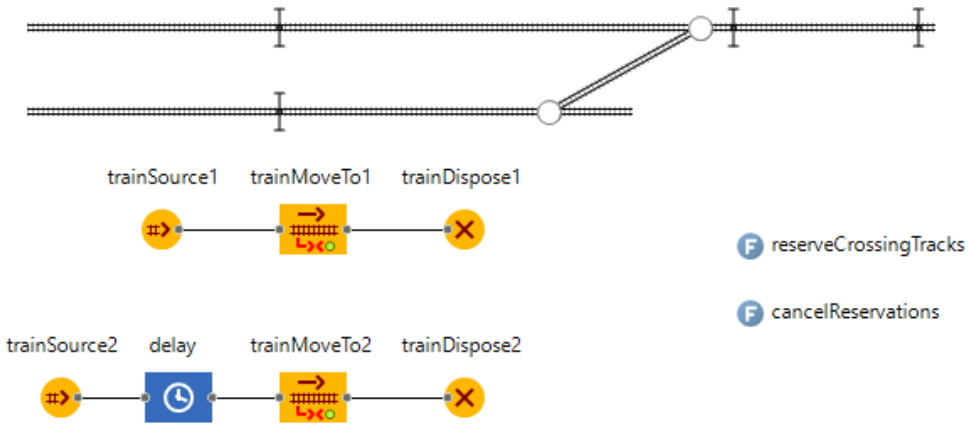 trainSource1 trainMoveTo1 trainDispose1
F reserveCrossingTracks
F cancelReservations
trainSource2 delay trainMoveTo2 trainDispose2